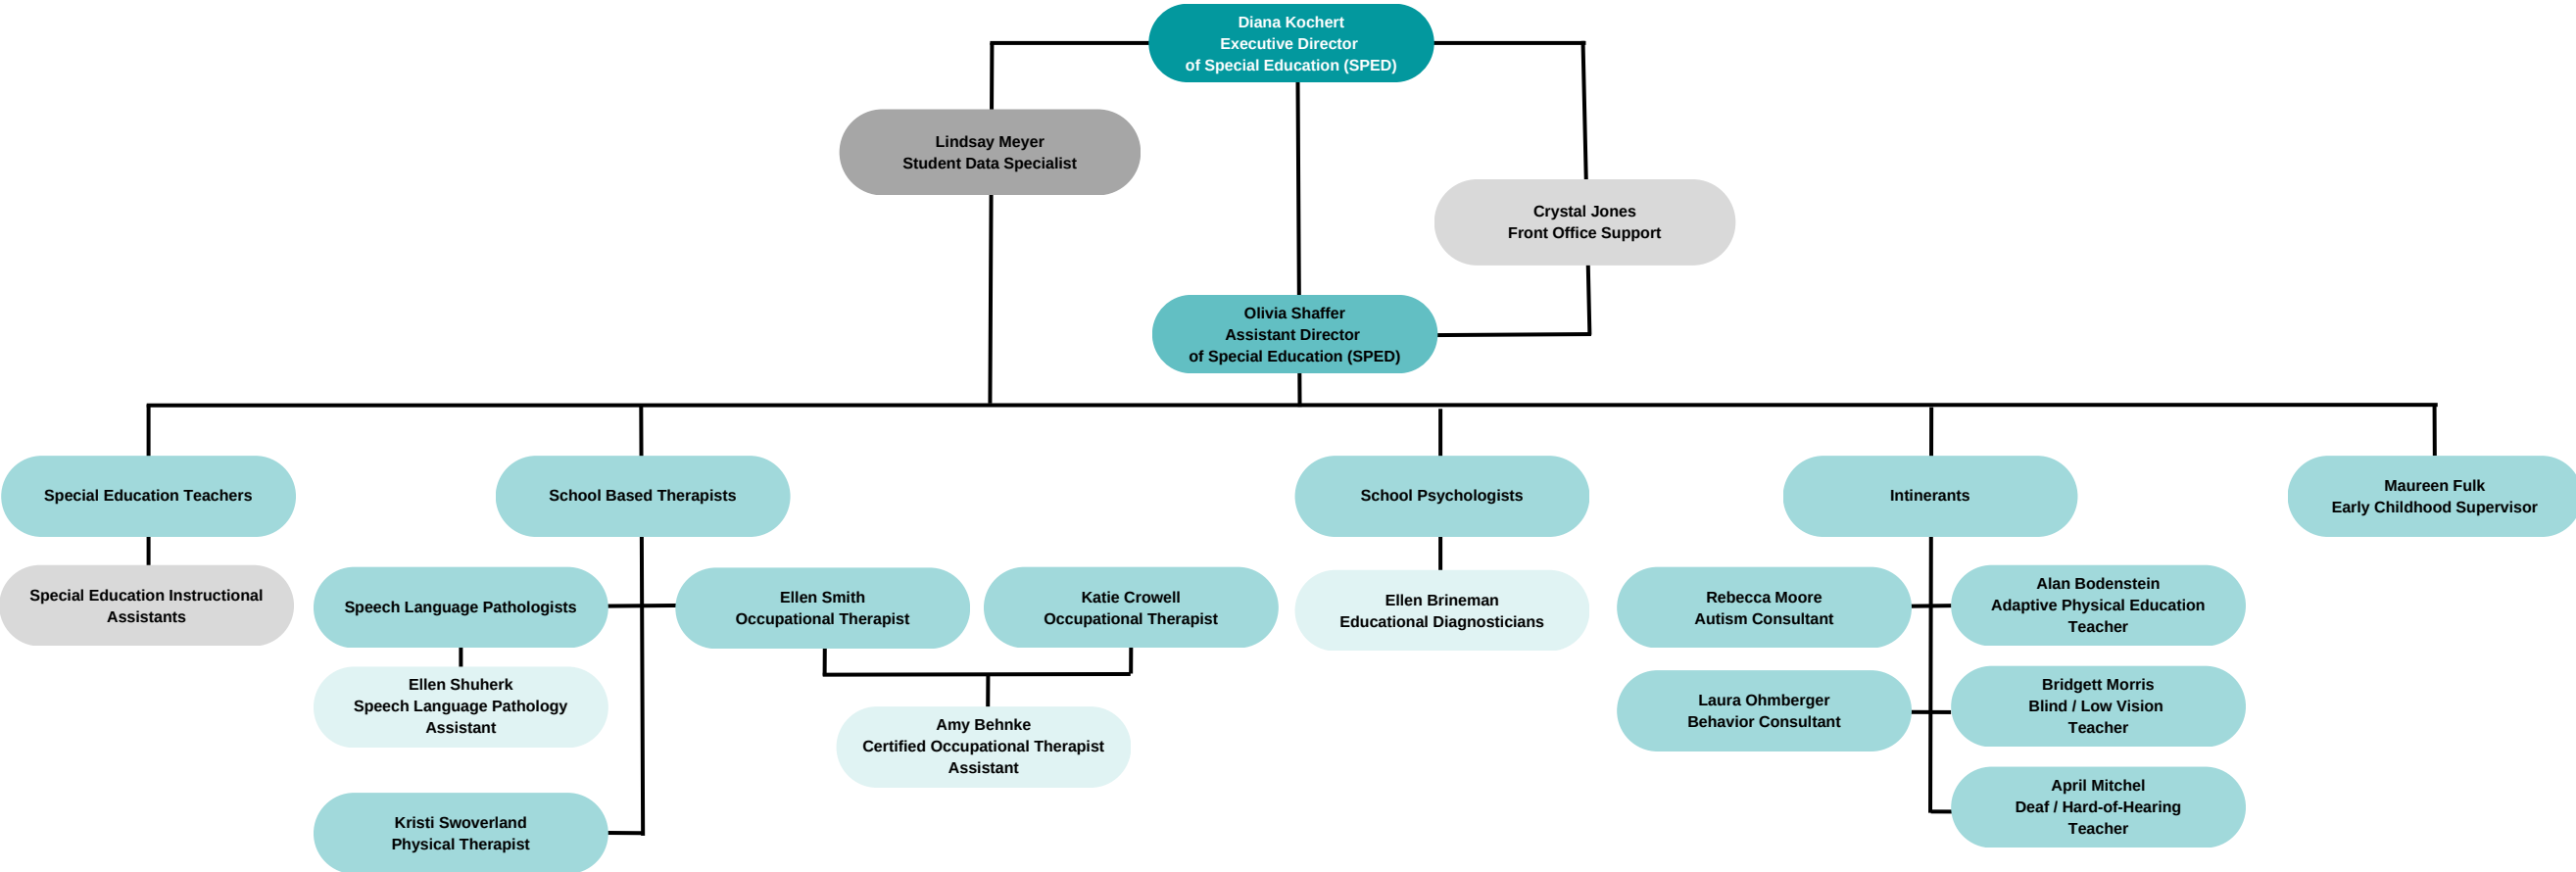 Diana Kochert
Executive Director
of Special Education (SPED)
Lindsay Meyer
Student Data Specialist
Crystal Jones
Front Office Support
Olivia Shaffer
Assistant Director
of Special Education (SPED)
Special Education Teachers
School Based Therapists
School Psychologists
Intinerants
Maureen Fulk
Early Childhood Supervisor
Special Education Instructional
Assistants
Speech Language Pathologists
Ellen Smith
Occupational Therapist
Katie Crowell
Occupational Therapist
Ellen Brineman
Educational Diagnosticians
Rebecca Moore
Autism Consultant
Alan Bodenstein
Adaptive Physical Education
Teacher
Ellen Shuherk
Speech Language Pathology
Assistant
Amy Behnke
Certified Occupational Therapist
Assistant
Laura Ohmberger
Behavior Consultant
Bridgett Morris
Blind / Low Vision
Teacher
Kristi Swoverland
Physical Therapist
April Mitchel
Deaf / Hard-of-Hearing
Teacher